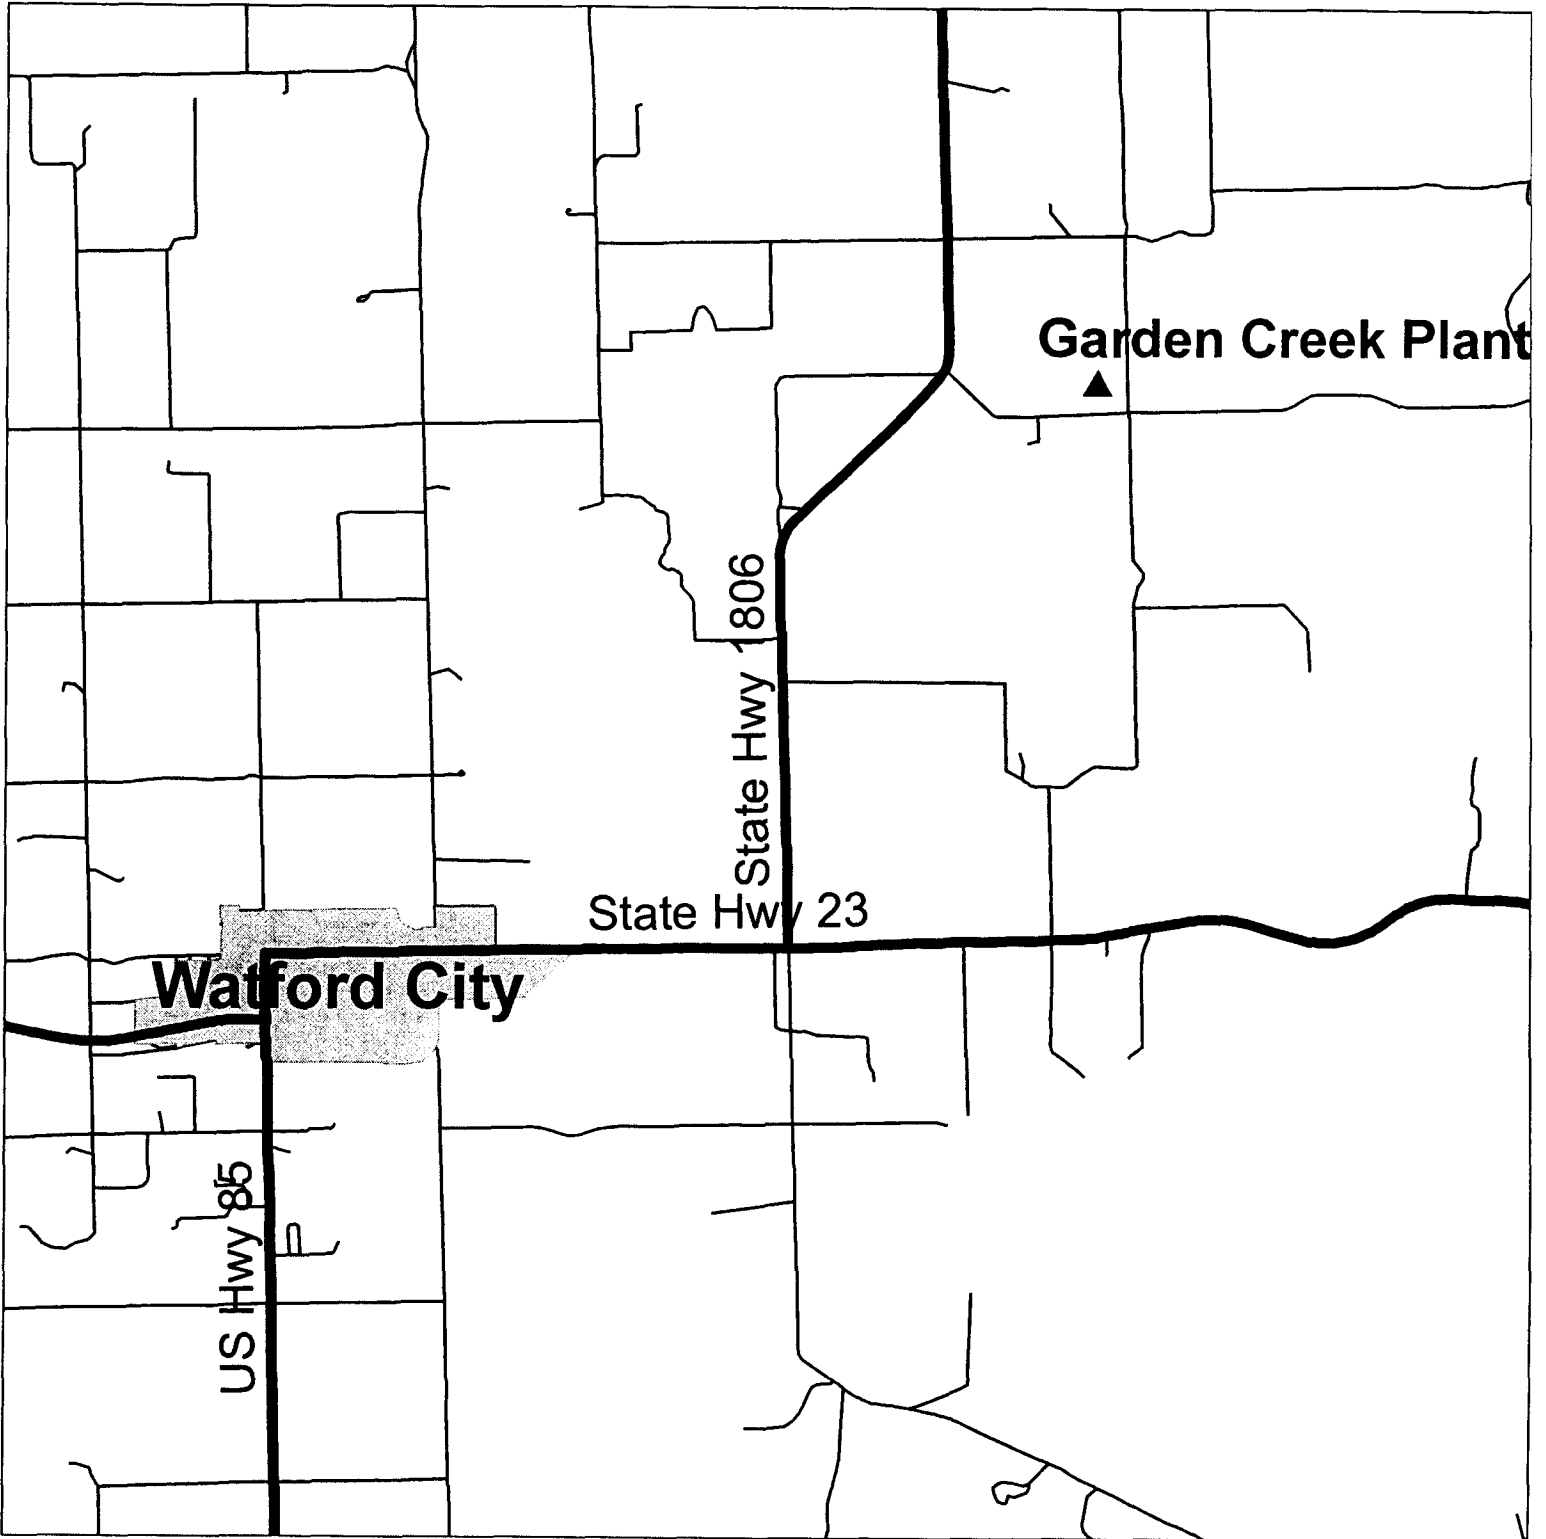 Garden Creek Plant
State Hwy 1806
State Hwy 23
Watford City
US Hwy 85